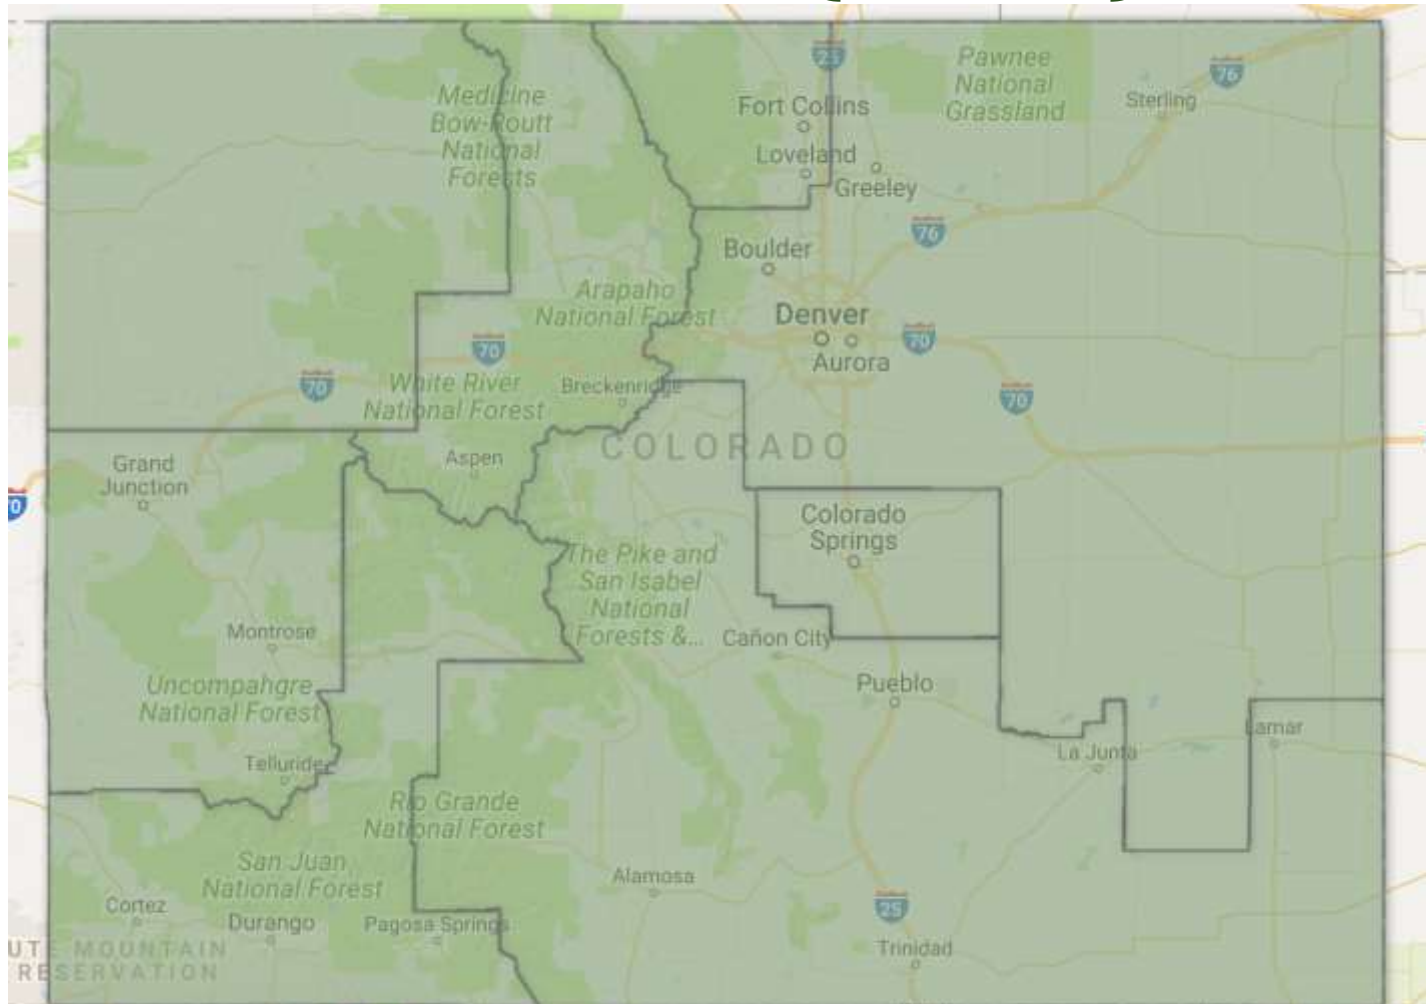 25
Pawnee
National
Grassland
76
Sterling
Medicine
Bow-Routt
National
Forests
Fort Collins
Loveland
Greeley
76
Boulder
Arapaho
National Forest
Denver
Aurora
70
70
70
70
White River
National Forest
Breckenridge
COLORADO
Grand
Junction
Aspen
70
Colorado
Springs
The Pike and
San Isabel
National
Forests &...
Montrose
Cañon City
Uncompahgre
National Forest
Pueblo
Telluride
La Junta
Lamar
Rio Grande
National Forest
San Juan
National Forest
Alamosa
Cortez
Durango
Pagosa Springs
25
Trinidad
UTE MOUNTAIN
RESERVATION